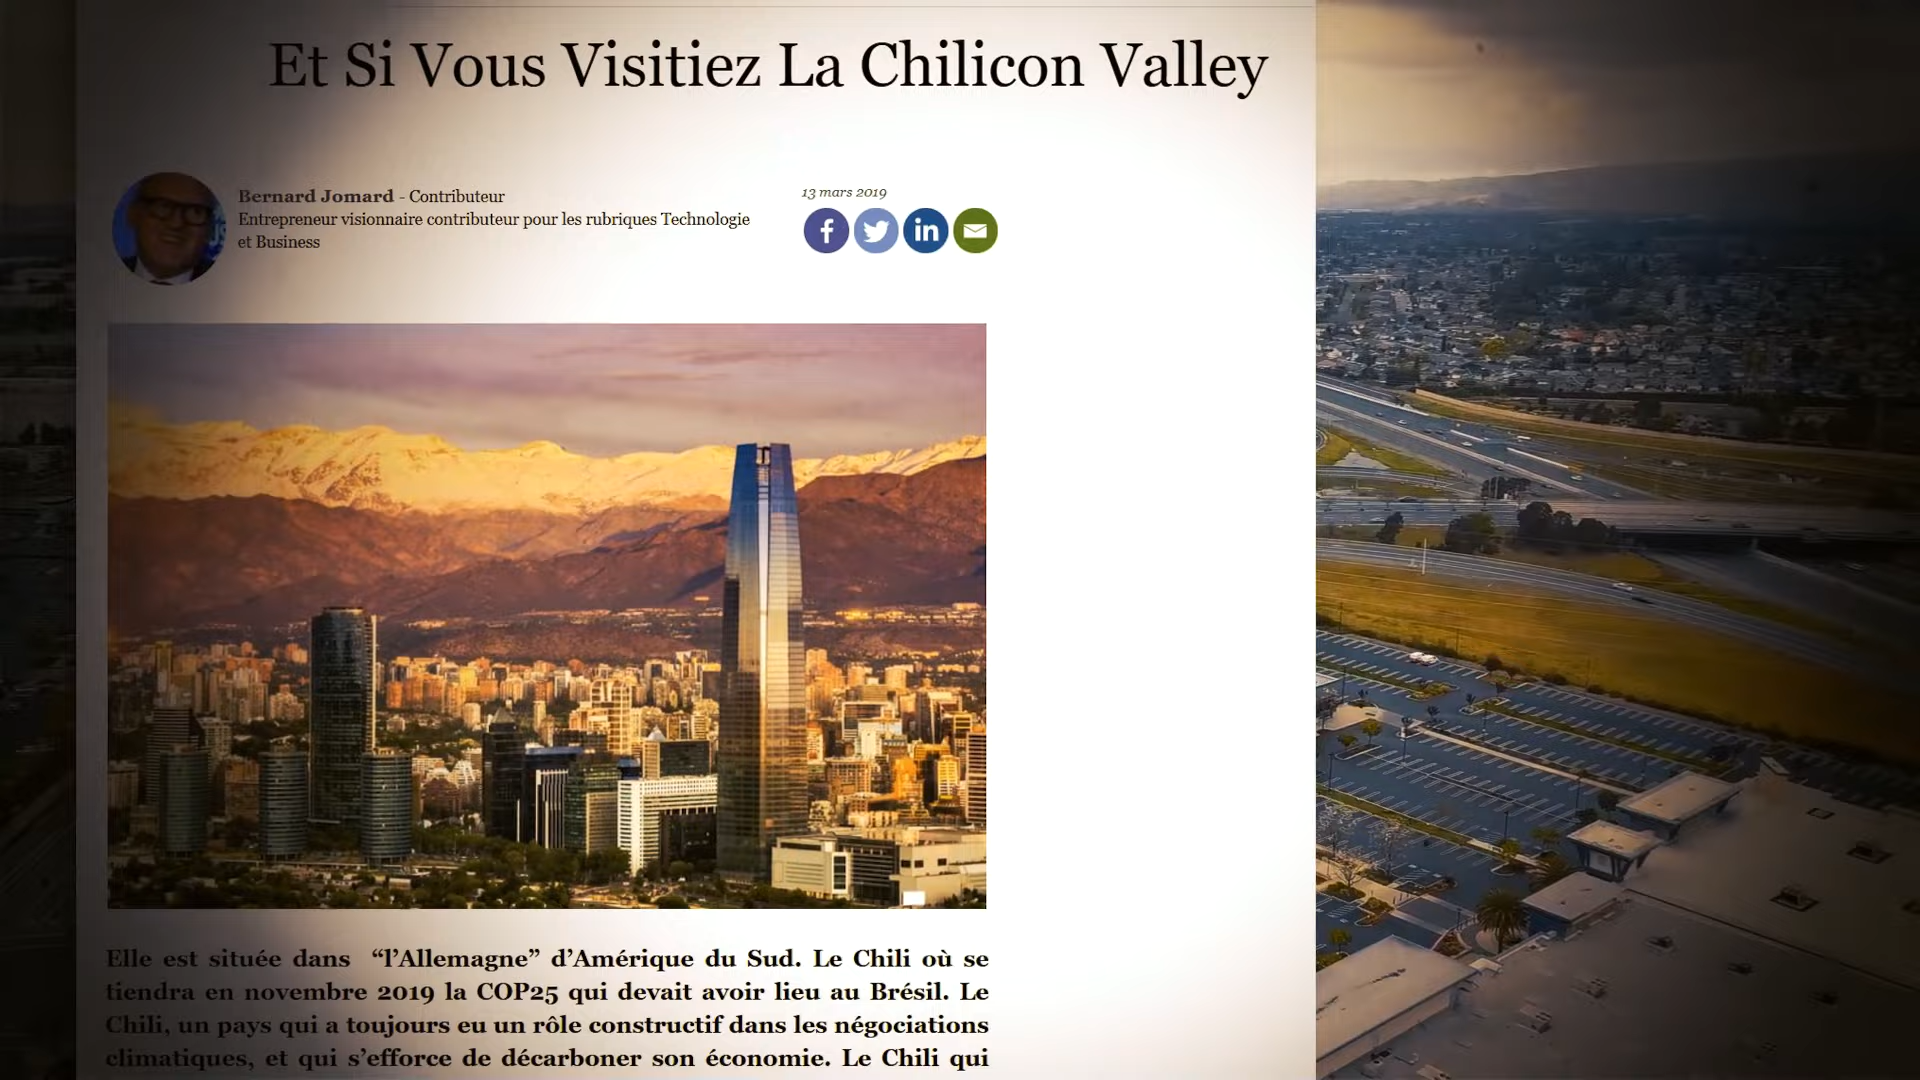 Et Si Vous Visitiez La Chilicon Valley
Bernard Jomard - Contributeur
Entrepreneur visionnaire contributeur pour les rubriques Technologie
et Business
13 mars 2019
Elle est située dans “l’Allemagne” d’Amérique du Sud. Le Chili où se
tiendra en novembre 2019 la COP25 qui devait avoir lieu au Brésil. Le
Chili, un pays qui a toujours eu un rôle constructif dans les négociations
climatiques, et qui s’efforce de décarboner son économie. Le Chili qui